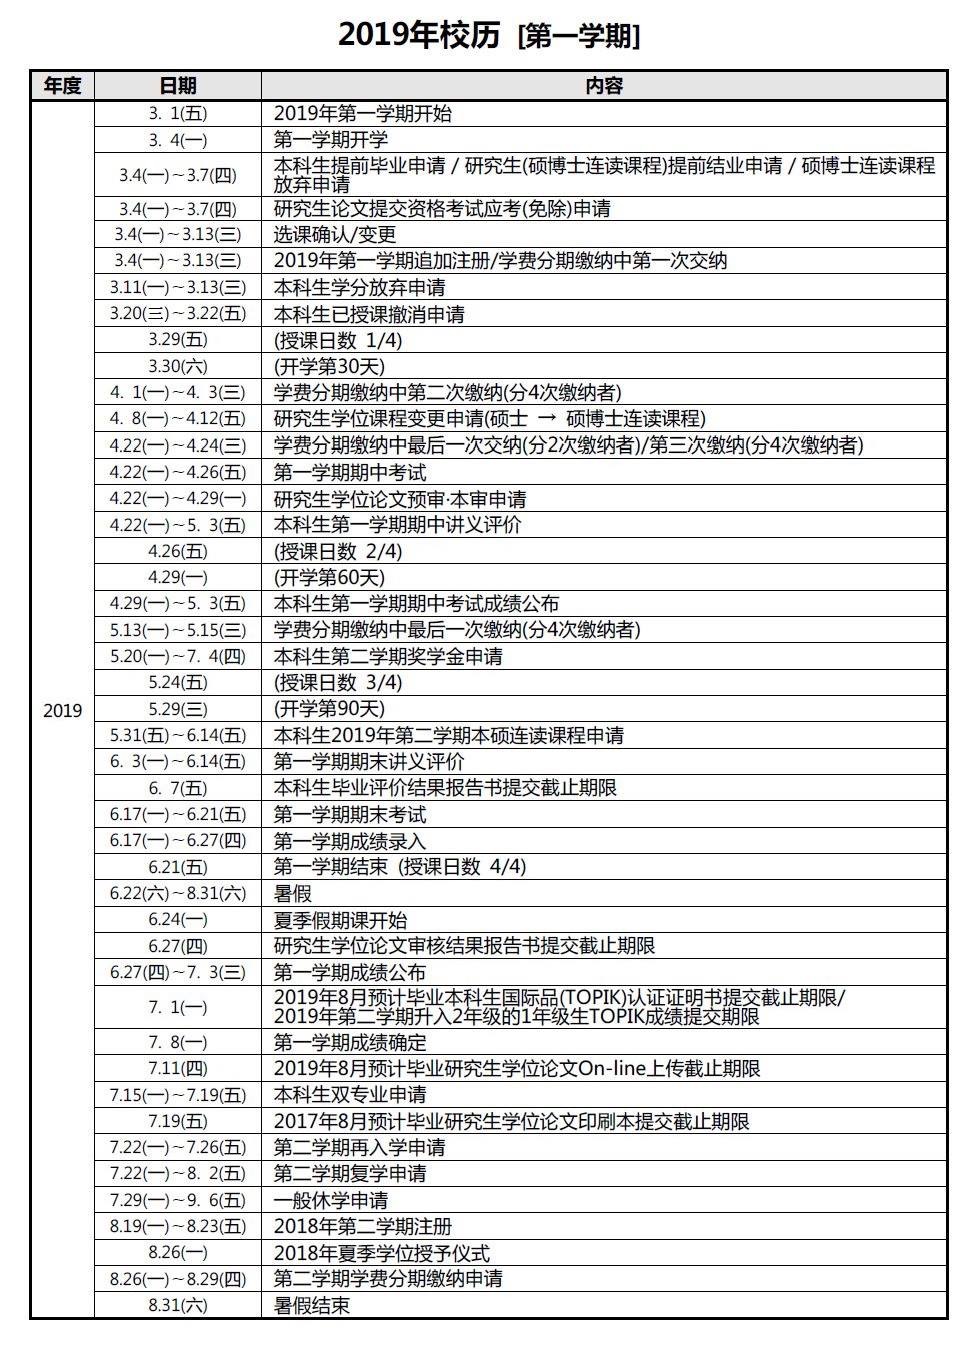 2019年校历 [第一学期]
年度 日期 内容
2019
3. 1(五) 2019年第一学期开始
3. 4(一) 第一学期开学
3.4(一)~3.7(四) 本科生提前毕业申请 / 研究生(硕博士连读课程)提前结业申请 / 硕博士连读课程
放弃申请
3.4(一)~3.7(四) 研究生论文提交资格考试应考(免除)申请
3.4(一)~3.13(三) 选课确认/变更
3.4(一)~3.13(三) 2019年第一学期追加注册/学费分期缴纳中第一次交纳
3.11(一)~3.13(三) 本科生学分放弃申请
3.20(三)~3.22(五) 本科生已授课撤消申请
3.29(五) (授课日数 1/4)
3.30(六) (开学第30天)
4. 1(一)~4. 3(三) 学费分期缴纳中第二次缴纳(分4次缴纳者)
4. 8(一)~4.12(五) 研究生学位课程变更申请(硕士 → 硕博士连读课程)
4.22(一)~4.24(三) 学费分期缴纳中最后一次交纳(分2次缴纳者)/第三次缴纳(分4次缴纳者)
4.22(一)~4.26(五) 第一学期期中考试
4.22(一)~4.29(一) 研究生学位论文预审·本审申请
4.22(一)~5. 3(五) 本科生第一学期期中讲义评价
4.26(五) (授课日数 2/4)
4.29(一) (开学第60天)
4.29(一)~5. 3(五) 本科生第一学期期中考试成绩公布
5.13(一)~5.15(三) 学费分期缴纳中最后一次缴纳(分4次缴纳者)
5.20(一)~7. 4(四) 本科生第二学期奖学金申请
5.24(五) (授课日数 3/4)
5.29(三) (开学第90天)
5.31(五)~6.14(五) 本科生2019年第二学期本硕连读课程申请
6. 3(一)~6.14(五) 第一学期期末讲义评价
6. 7(五) 本科生毕业评价结果报告书提交截止期限
6.17(一)~6.21(五) 第一学期期末考试
6.17(一)~6.27(四) 第一学期成绩录入
6.21(五) 第一学期结束 (授课日数 4/4)
6.22(六)~8.31(六) 暑假
6.24(一) 夏季假期课开始
6.27(四) 研究生学位论文审核结果报告书提交截止期限
6.27(四)~7. 3(三) 第一学期成绩公布
7. 1(一) 2019年8月预计毕业本科生国际品(TOPIK)认证证明书提交截止期限/
2019年第二学期升入2年级的1年级生TOPIK成绩提交期限
7. 8(一) 第一学期成绩确定
7.11(四) 2019年8月预计毕业研究生学位论文On-line上传截止期限
7.15(一)~7.19(五) 本科生双专业申请
7.19(五) 2017年8月预计毕业研究生学位论文印刷本提交截止期限
7.22(一)~7.26(五) 第二学期再入学申请
7.22(一)~8. 2(五) 第二学期复学申请
7.29(一)~9. 6(五) 一般休学申请
8.19(一)~8.23(五) 2018年第二学期注册
8.26(一) 2018年夏季学位授予仪式
8.26(一)~8.29(四) 第二学期学费分期缴纳申请
8.31(六) 暑假结束